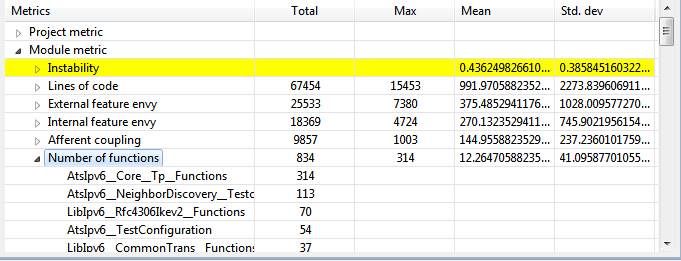 Metrics Total Max Mean Std. dev
Project metric
Module metric
Instability 0.436249826610... 0.385845160322...
Lines of code 67454 15453 991.9705882352... 2273.839606911...
External feature envy 25533 7380 375.4852941176... 1028.009577270...
Internal feature envy 18369 4724 270.1323529411... 745.9021956154...
Afferent coupling 9857 1003 144.9558823529... 237.2360101759...
Number of functions 834 314 12.26470588235... 41.09587701055...
AtsIpv6__Core__Tp__Functions 314
AtsIpv6__NeighborDiscovery__Testc 113
LibIpv6__Rfc4306Ikev2__Functions 70
AtsIpv6__TestConfiguration 54
LibIpv6__CommonTrans__Functions 37